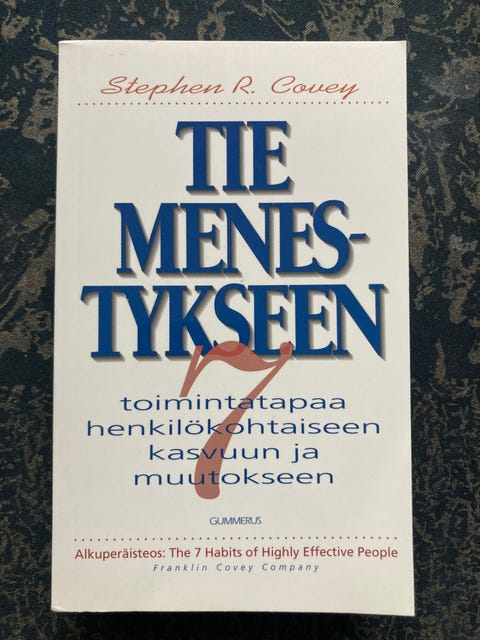 Stephen R. Covey
TIE
MENES-
TYKSEEN
7
toimintatapaa
henkilökohtaiseen
kasvuun ja
muutokseen
GUMMERUS
Alkuperäisteos: The 7 Habits of Highly Effective People
Franklin Covey Company